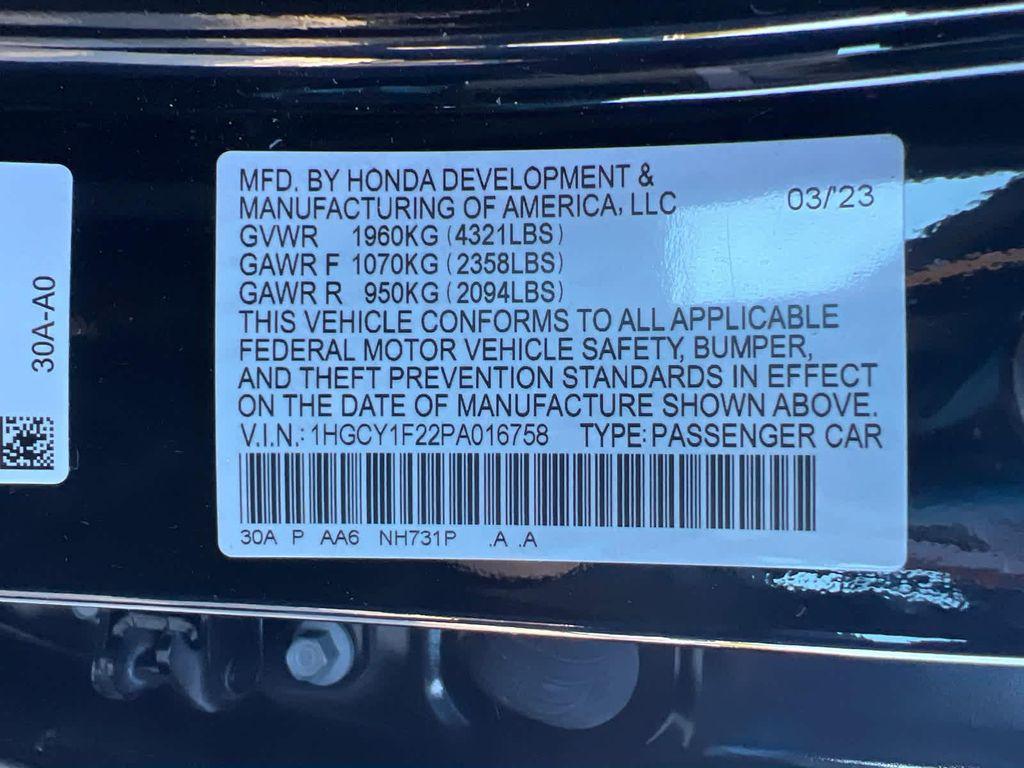 MFD. BY HONDA DEVELOPMENT &
MANUFACTURING OF AMERICA, LLC 03/'23
GVWR 1960KG (4321LBS)
GAWR F 1070KG (2358LBS)
GAWR R 950KG (2094LBS)
THIS VEHICLE CONFORMS TO ALL APPLICABLE
FEDERAL MOTOR VEHICLE SAFETY, BUMPER,
AND THEFT PREVENTION STANDARDS IN EFFECT
ON THE DATE OF MANUFACTURE SHOWN ABOVE.
V.I.N.: 1HGCY1F22PA016758 TYPE: PASSENGER CAR
30A P AA6 NH731P .A .A
30A-A0